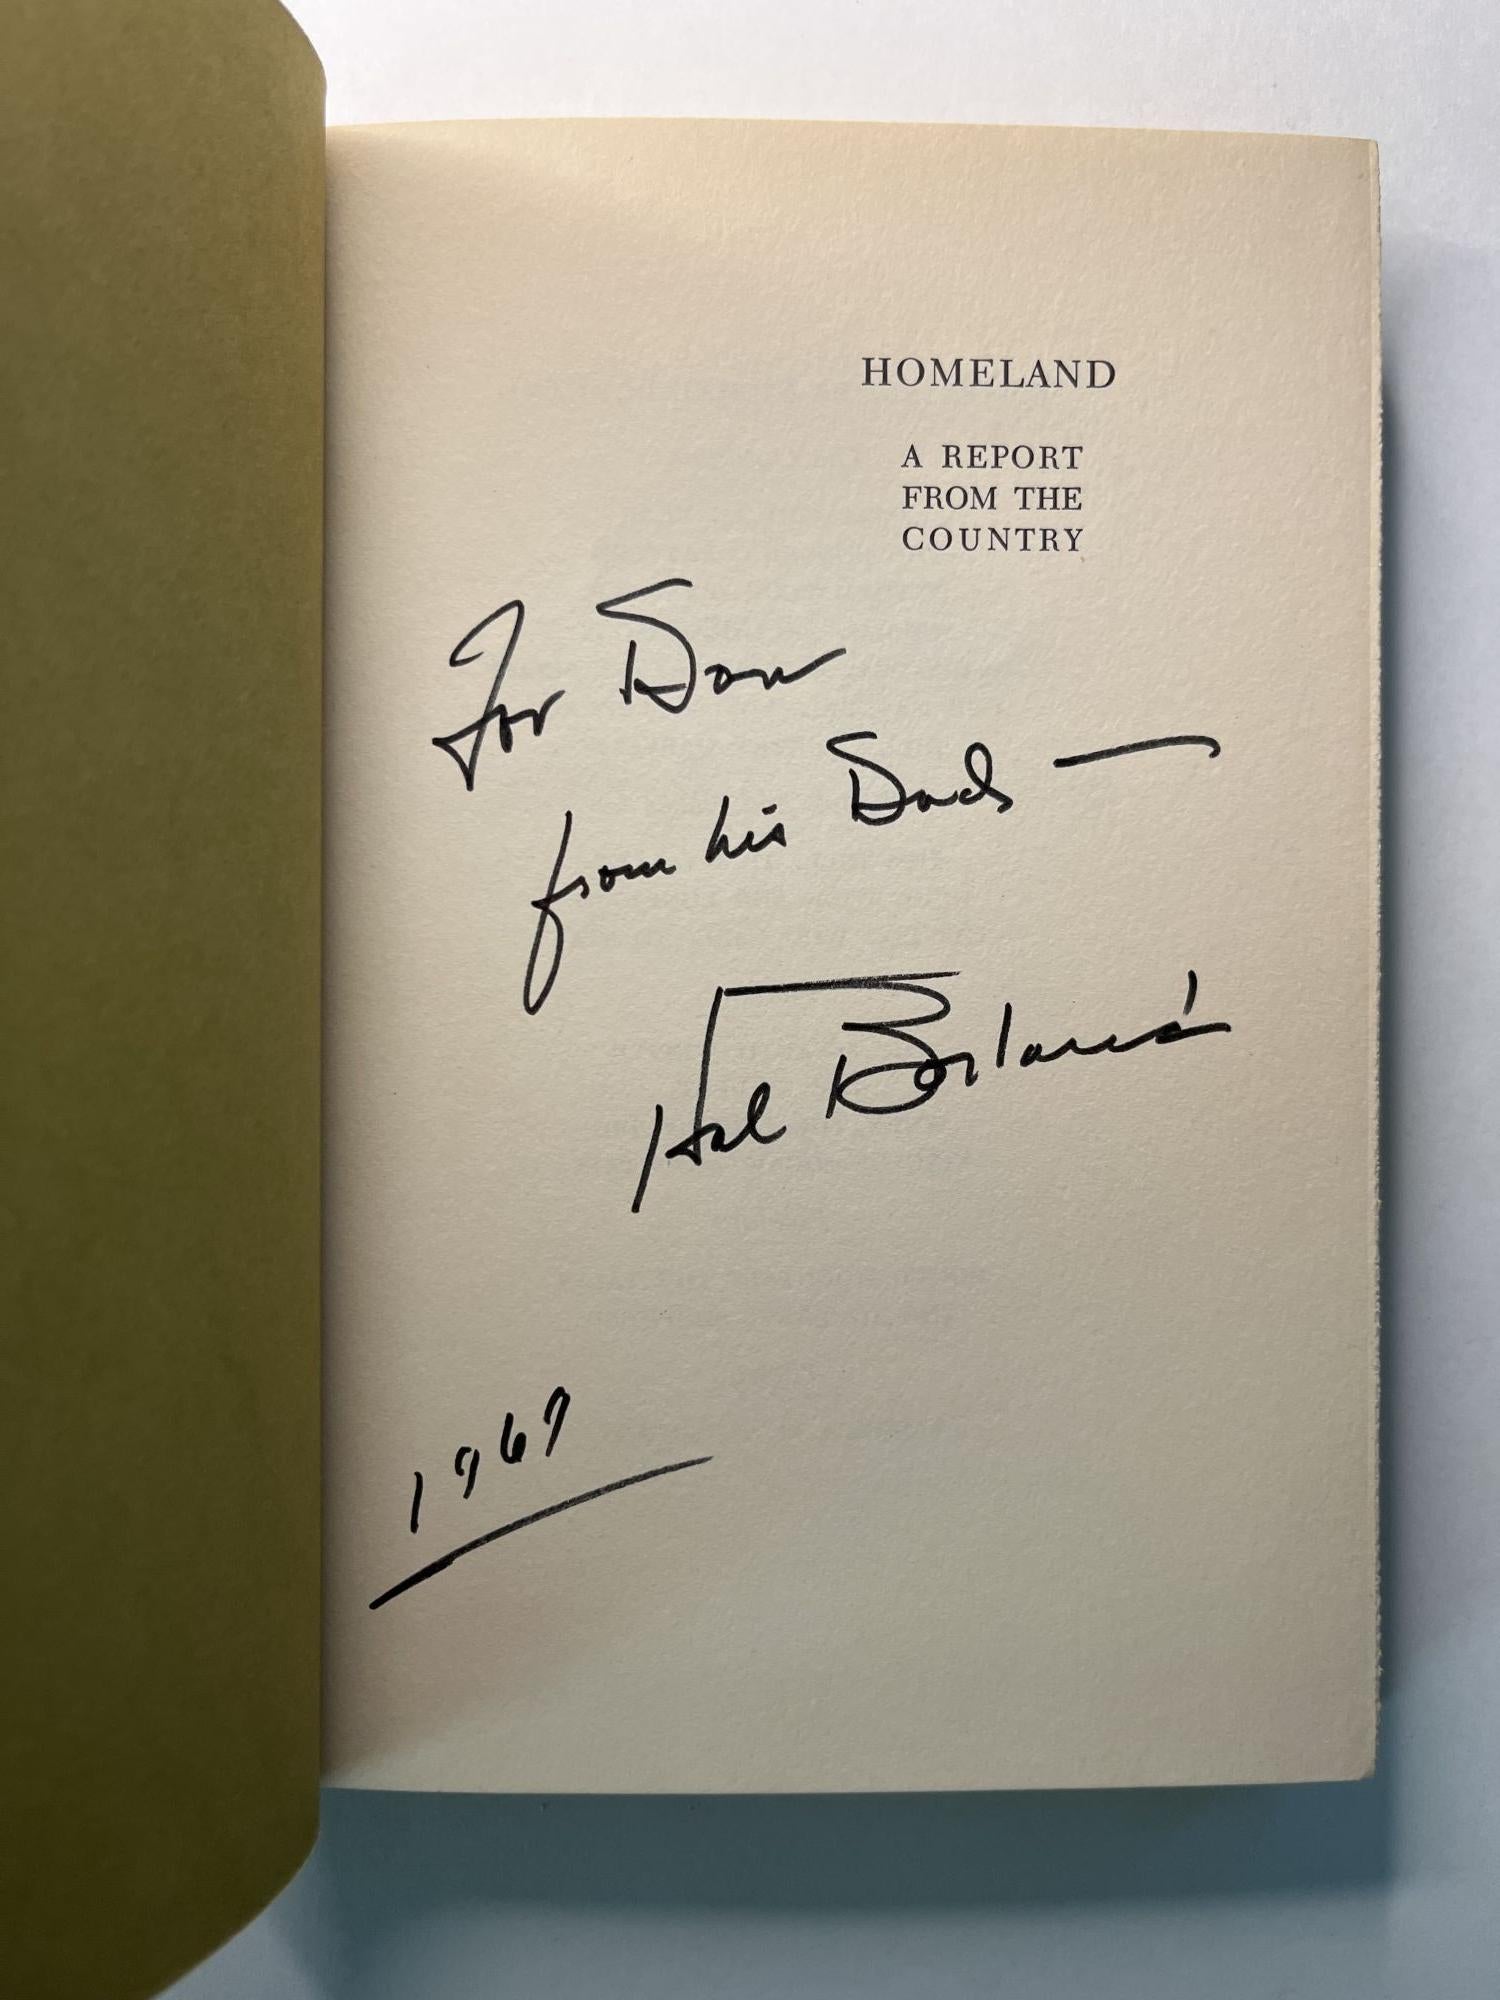 HOMELAND
A REPORT
FROM THE
COUNTRY
For Don
from his Dad —
Hal Borland
1969